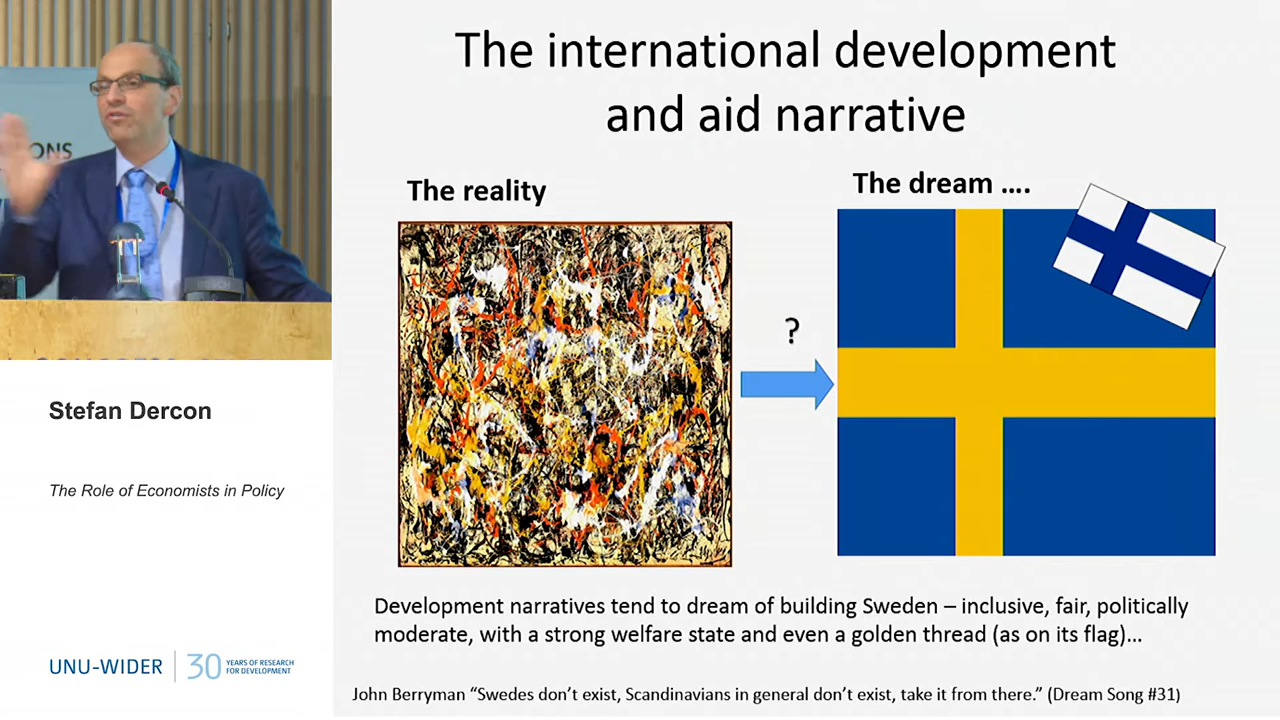 The international development
and aid narrative
The reality
The dream ....
?
Stefan Dercon
The Role of Economists in Policy
UNU-WIDER
30 YEARS OF RESEARCH
FOR DEVELOPMENT
Development narratives tend to dream of building Sweden – inclusive, fair, politically
moderate, with a strong welfare state and even a golden thread (as on its flag)…
John Berryman “Swedes don’t exist, Scandinavians in general don’t exist, take it from there.” (Dream Song #31)